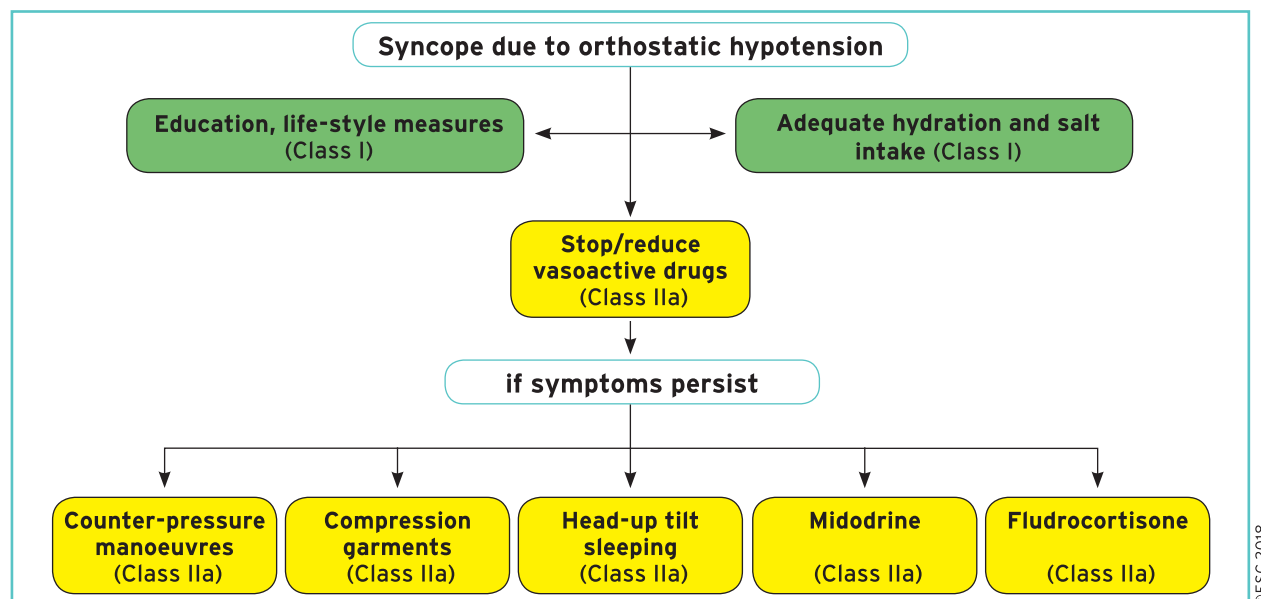 Syncope due to orthostatic hypotension
Education, life-style measures
(Class I)
Adequate hydration and salt
intake (Class I)
Stop/reduce
vasoactive drugs
(Class IIa)
if symptoms persist
Counter-pressure
manoeuvres
(Class IIa)
Compression
garments
(Class IIa)
Head-up tilt
sleeping
(Class IIa)
Midodrine
(Class IIa)
Fludrocortisone
(Class IIa)
ESC 2018